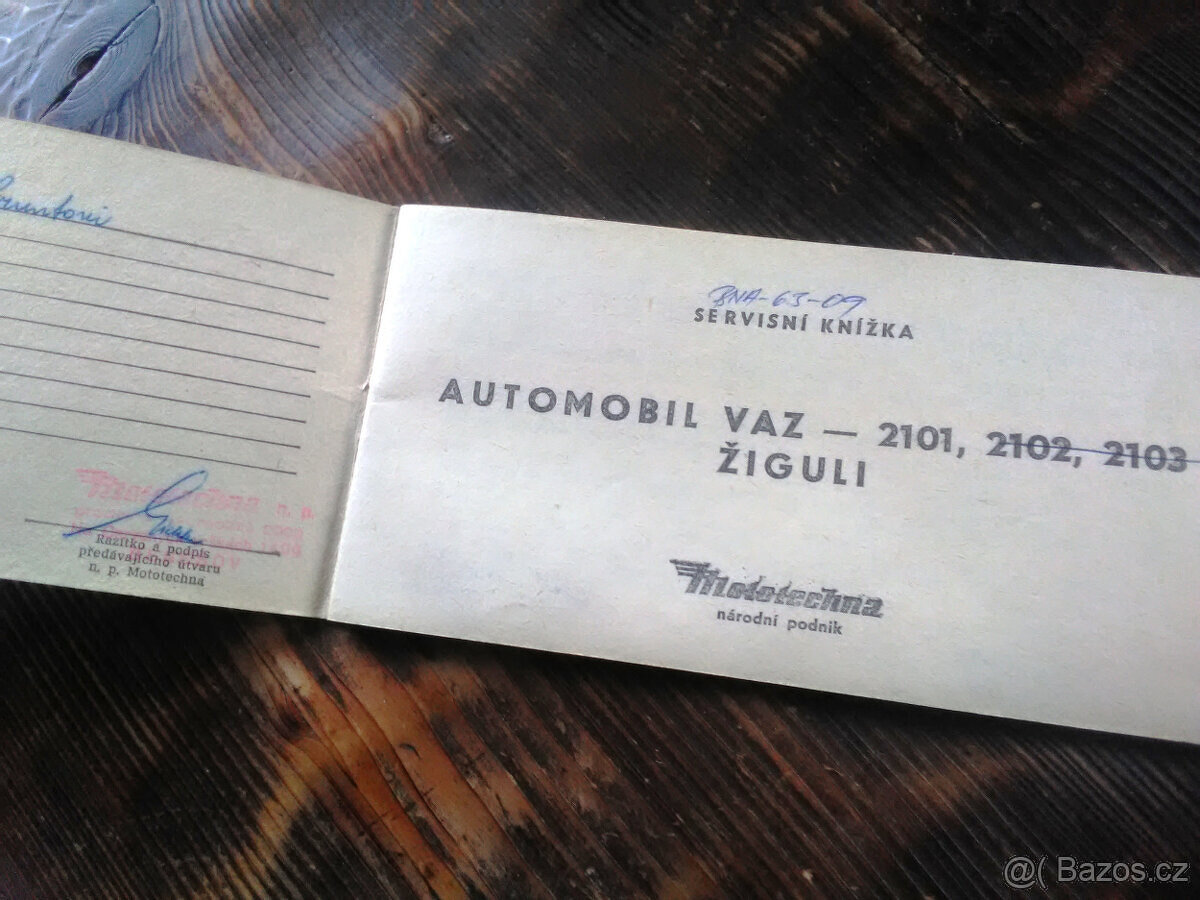 BNA-63-09
SERVISNÍ KNÍŽKA
AUTOMOBIL VAZ — 2101, 2102, 2103
ŽIGULI
Mototechna
národní podnik
Mototechna n. p.
Razítko a podpis
předávajícího útvaru
n. p. Mototechna
@( Bazos.cz